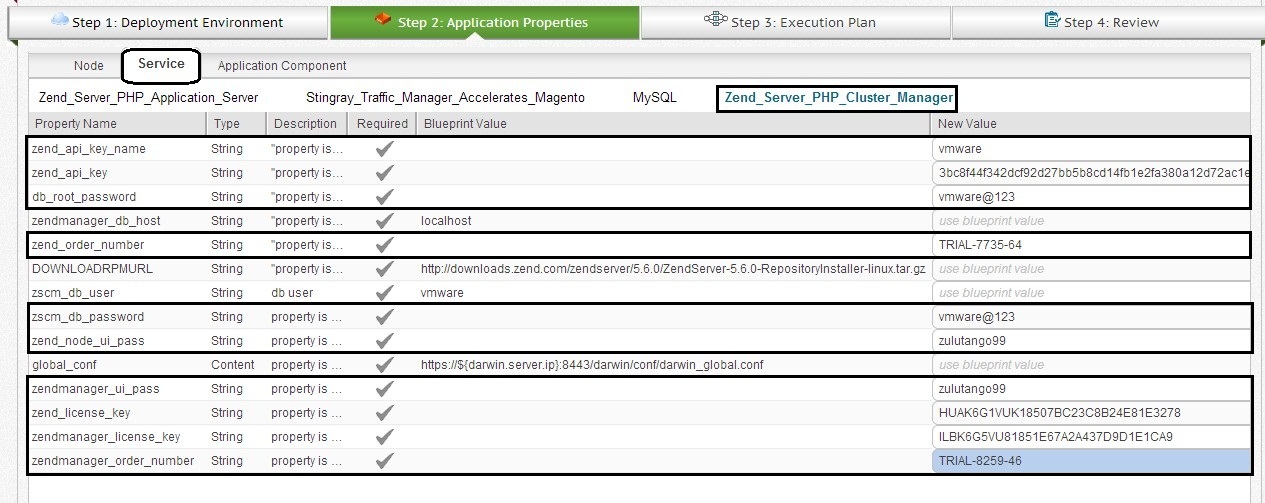 Step 1: Deployment Environment Step 2: Application Properties Step 3: Execution Plan Step 4: Review
Node Service Application Component
Zend_Server_PHP_Application_Server Stingray_Traffic_Manager_Accelerates_Magento MySQL Zend_Server_PHP_Cluster_Manager
Property Name Type Description Required Blueprint Value New Value
zend_api_key_name String "property is... vmware
zend_api_key String "property is... 3bc8f44f342dcf92d27bb5b8cd14fb1e2fa380a12d72ac1e
db_root_password String "property is... vmware@123
zendmanager_db_host String "property is... localhost use blueprint value
zend_order_number String "property is... TRIAL-7735-64
DOWNLOADRPMURL String "property is... http://downloads.zend.com/zendserver/5.6.0/ZendServer-5.6.0-RepositoryInstaller-linux.tar.gz use blueprint value
zscm_db_user String db user vmware use blueprint value
zscm_db_password String property is ... vmware@123
zend_node_ui_pass String property is ... zulutango99
global_conf Content property is ... https://${darwin.server.ip}:8443/darwin/conf/darwin_global.conf use blueprint value
zendmanager_ui_pass String property is ... zulutango99
zend_license_key String property is ... HUAK6G1VUK18507BC23C8B24E81E3278
zendmanager_license_key String property is ... ILBK6G5VU81851E67A2A437D9D1E1CA9
zendmanager_order_number String property is ... TRIAL-8259-46